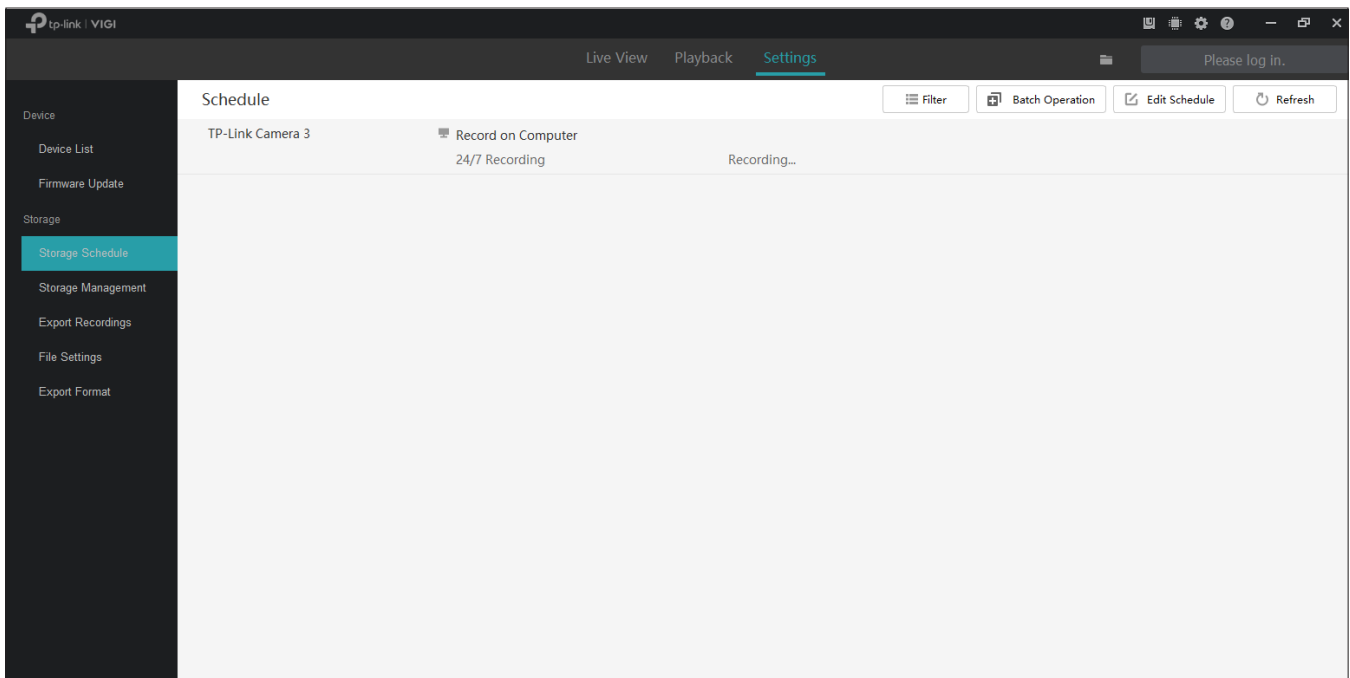 tp-link | VIGI
Live View Playback Settings
Please log in.
Device
Device List
Firmware Update
Storage
Storage Schedule
Storage Management
Export Recordings
File Settings
Export Format
Schedule
Filter
Batch Operation
Edit Schedule
Refresh
TP-Link Camera 3
Record on Computer
24/7 Recording
Recording...